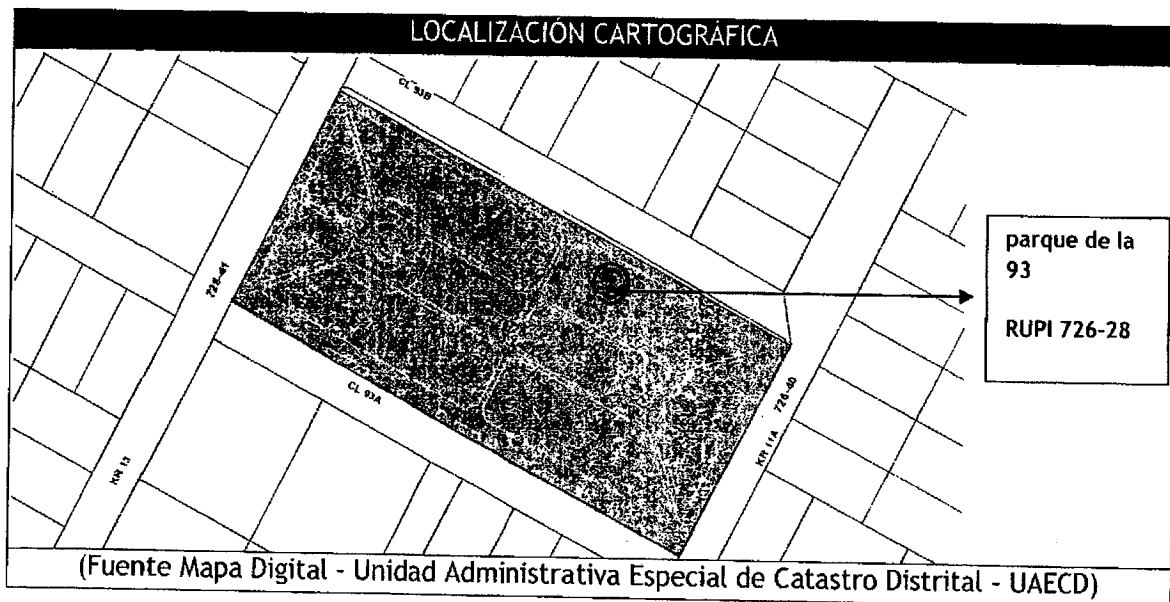 LOCALIZACIÓN CARTOGRÁFICA
CL 93B
726-41
parque de la
93
RUPI 726-28
CL 93A
726-40
KR 11A
KR 13
(Fuente Mapa Digital - Unidad Administrativa Especial de Catastro Distrital - UAECD)